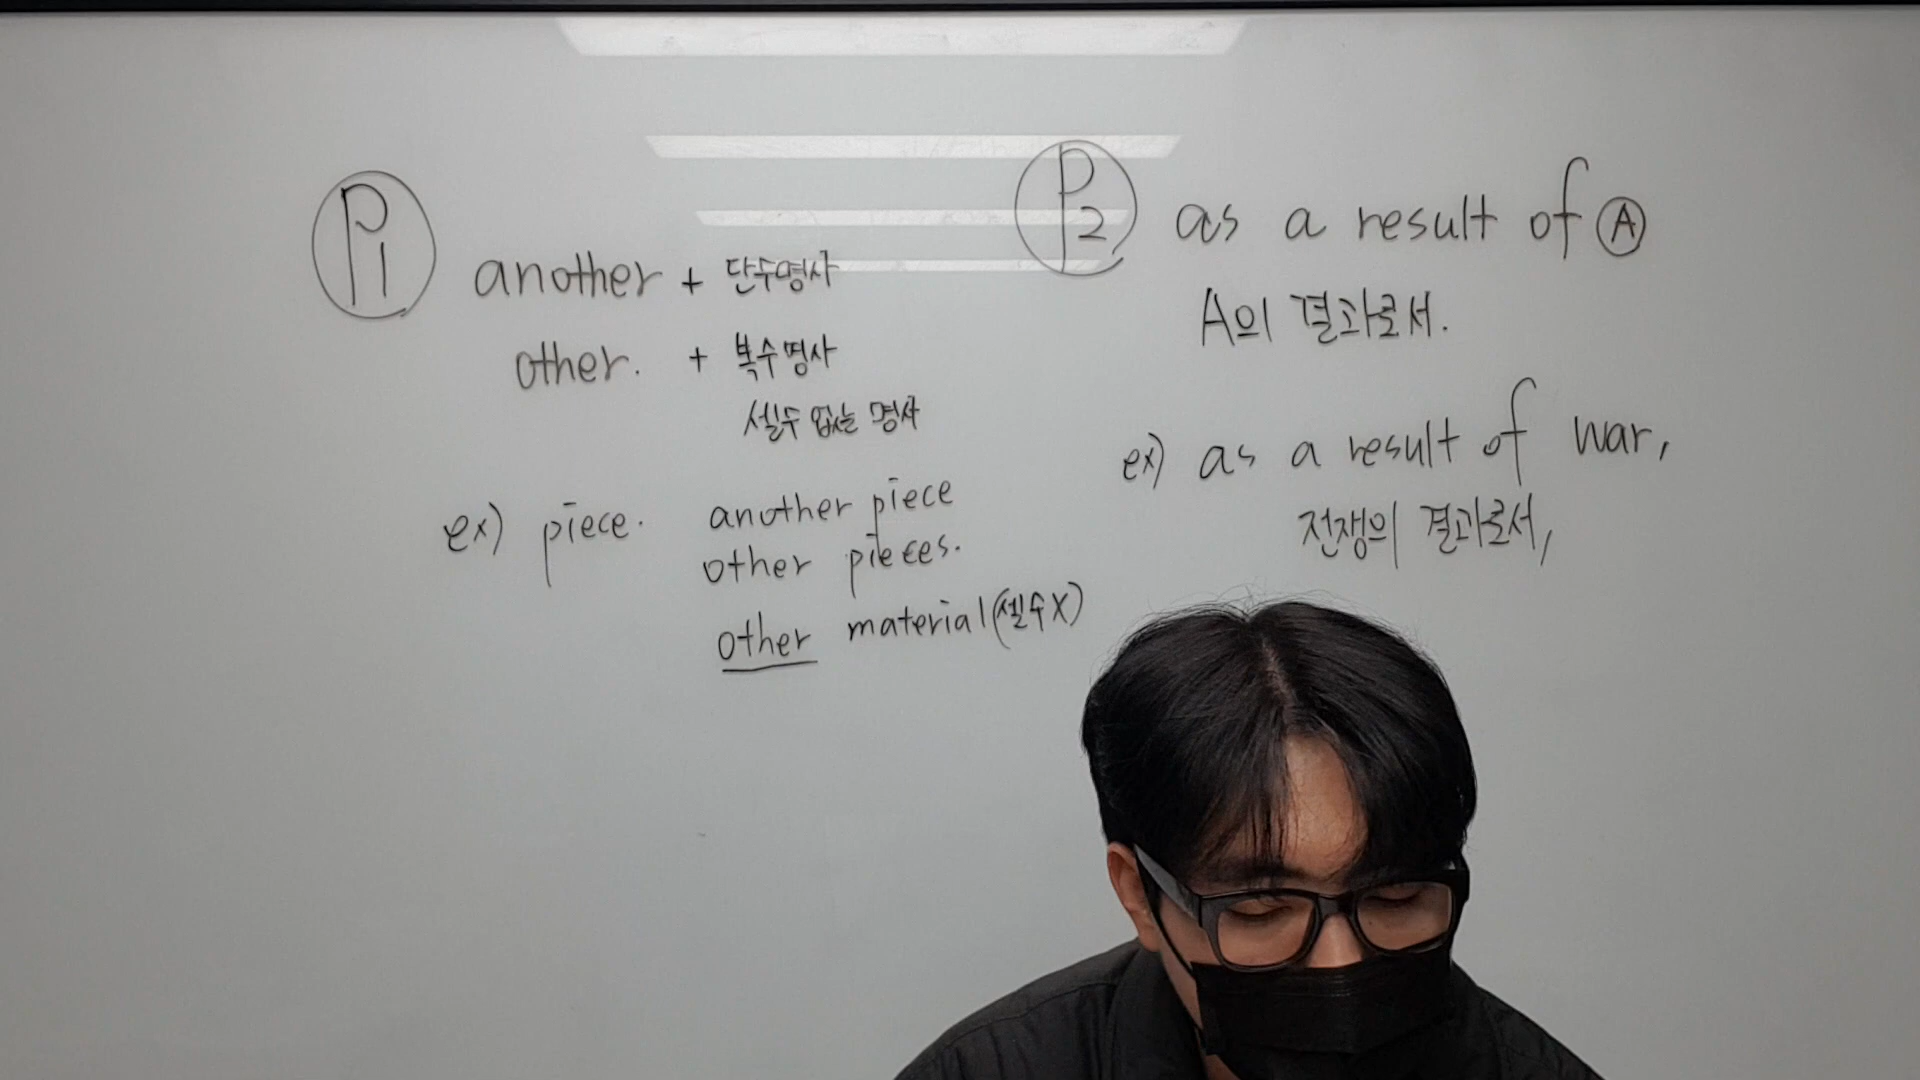 P1
another + 단수명사
other. + 복수명사
셀수 없는 명사
ex) piece. another piece
other pieces.
other material(셀수X)
P2
as a result of Ⓐ
A의 결과로서.
ex) as a result of war,
전쟁의 결과로서,